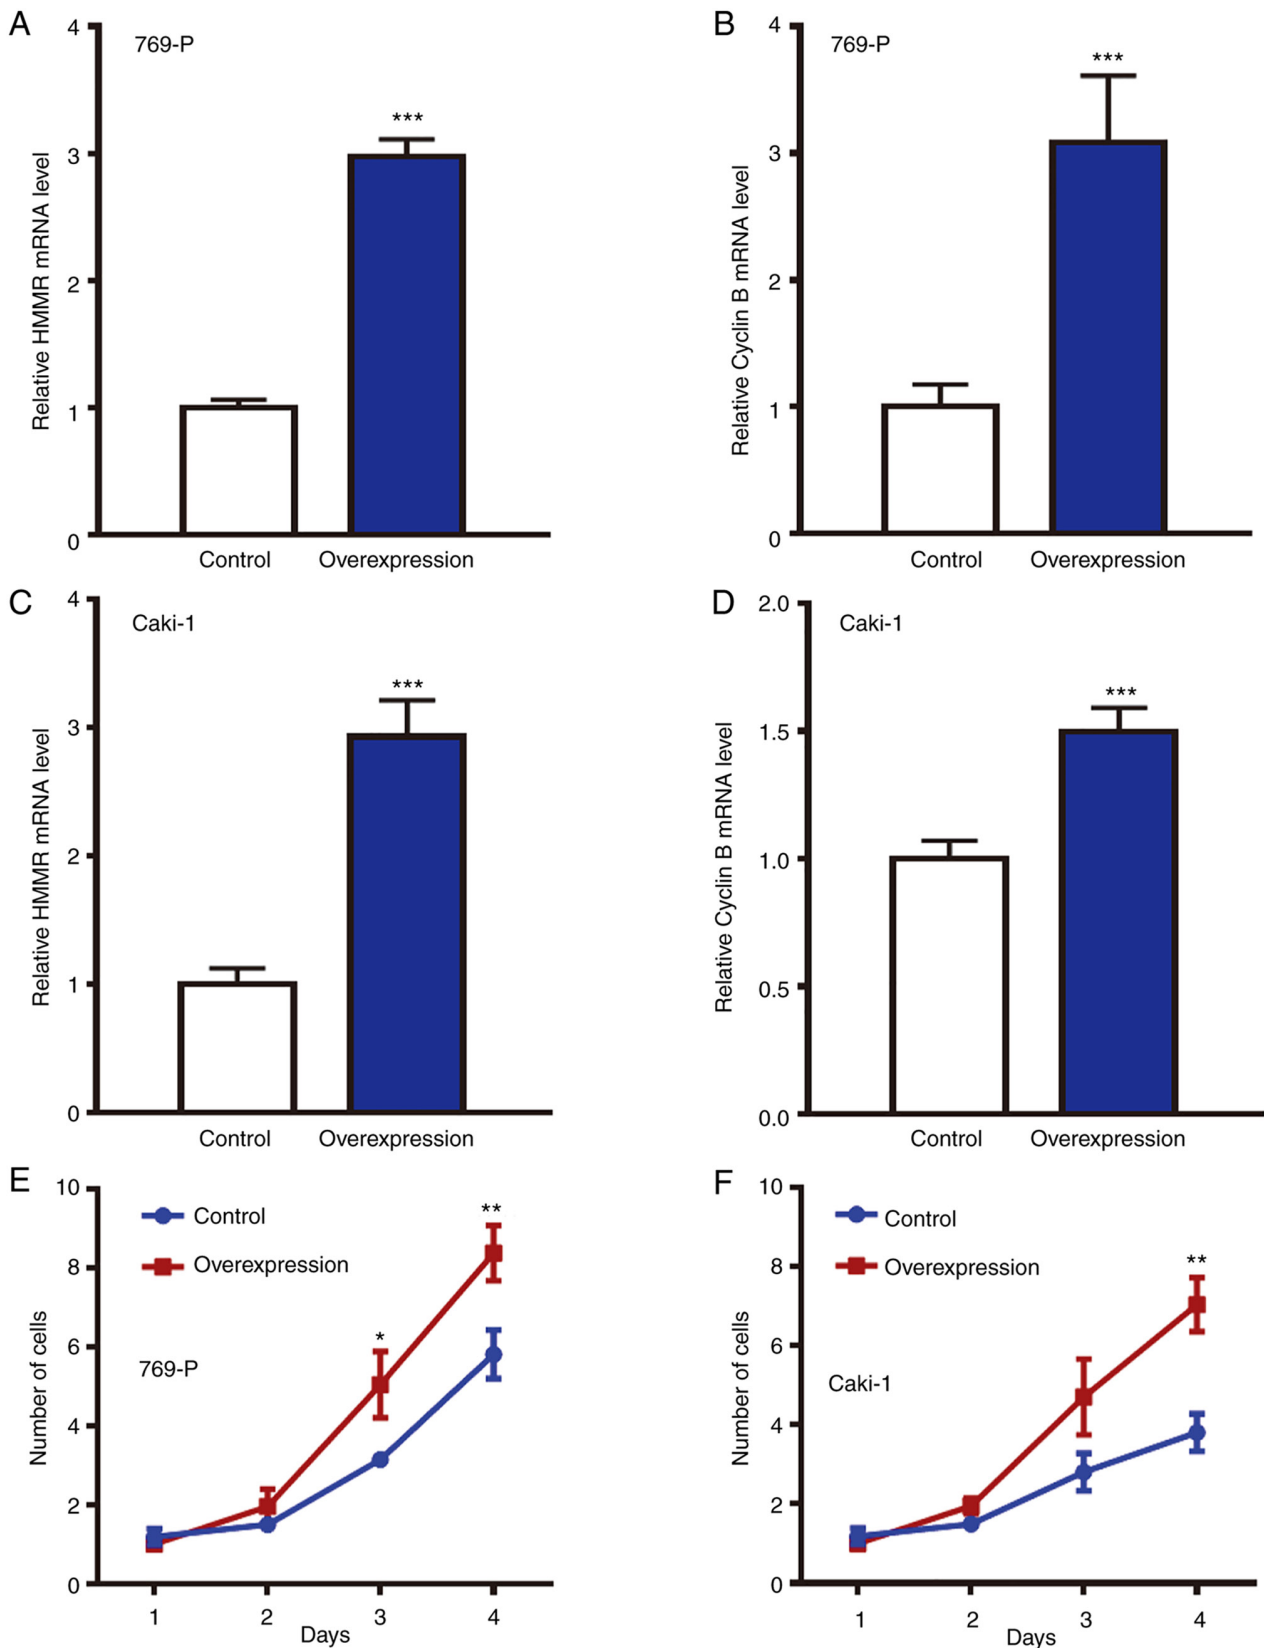 A
769-P
***
Relative HMMR mRNA level
4
3
2
1
0
Control
Overexpression
B
769-P
***
Relative Cyclin B mRNA level
4
3
2
1
0
Control
Overexpression
C
Caki-1
***
Relative HMMR mRNA level
4
3
2
1
0
Control
Overexpression
D
Caki-1
***
Relative Cyclin B mRNA level
2.0
1.5
1.0
0.5
0.0
Control
Overexpression
E
Control
Overexpression
769-P
*
**
Number of cells
10
8
6
4
2
0
1
2
3
4
Days
F
Control
Overexpression
Caki-1
**
Number of cells
10
8
6
4
2
0
1
2
3
4
Days